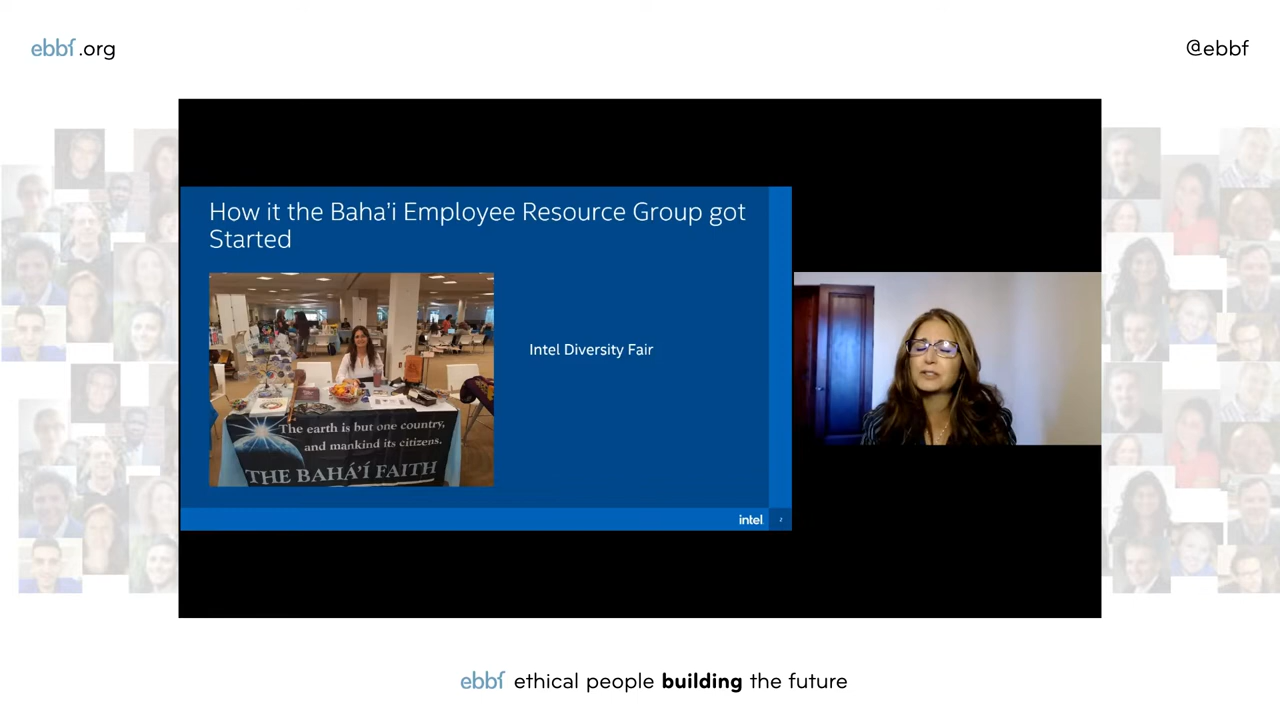 ebbf.org
@ebbf
How it the Baha'i Employee Resource Group got
Started
Intel Diversity Fair
The earth is but one country,
and mankind its citizens.
THE BAHÁ'Í FAITH
intel
2
ebbf ethical people building the future